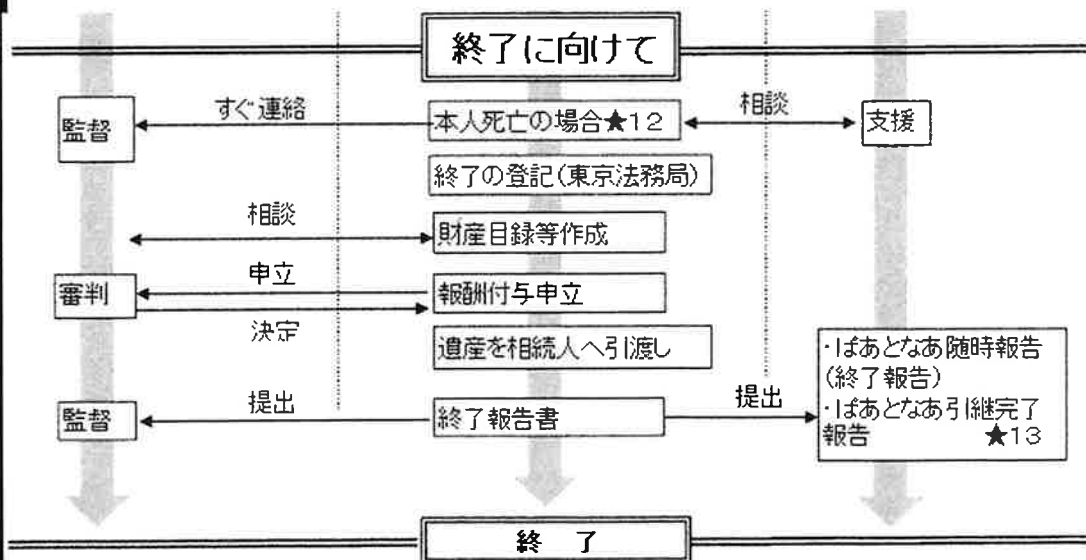 終了に向けて
監督
すぐ連絡
本人死亡の場合★12
相談
支援
終了の登記(東京法務局)
相談
財産目録等作成
審判
申立
報酬付与申立
決定
遺産を相続人へ引渡し
・ぱあとなあ随時報告
(終了報告)
・ぱあとなあ引継完了
報告 ★13
監督
提出
終了報告書
提出
終 了